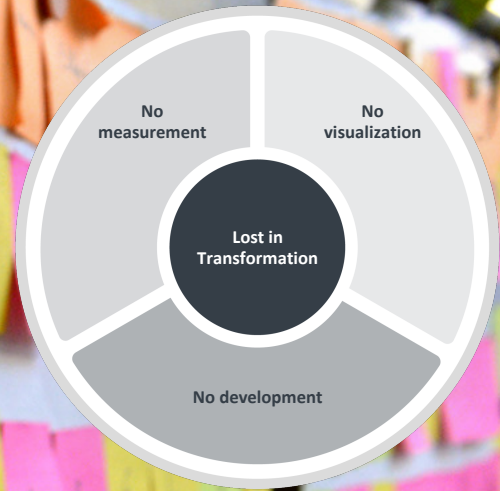 No
measurement
No
visualization
Lost in
Transformation
No development